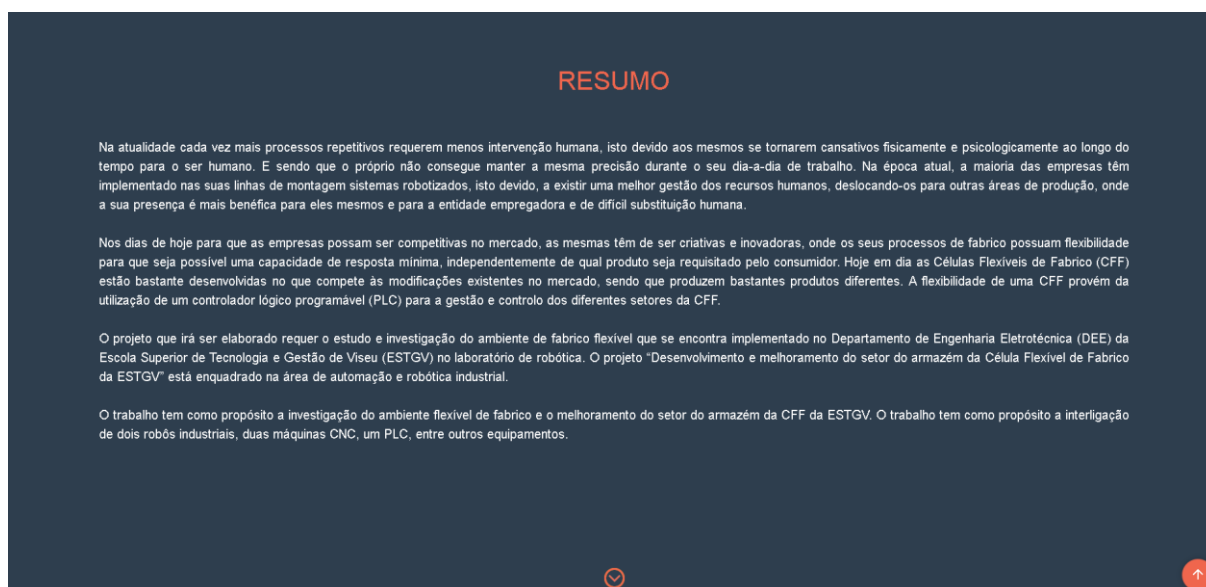 RESUMO
Na atualidade cada vez mais processos repetitivos requerem menos intervenção humana, isto devido aos mesmos se tornarem cansativos fisicamente e psicologicamente ao longo do
tempo para o ser humano. E sendo que o próprio não consegue manter a mesma precisão durante o seu dia-a-dia de trabalho. Na época atual, a maioria das empresas têm
implementado nas suas linhas de montagem sistemas robotizados, isto devido, a existir uma melhor gestão dos recursos humanos, deslocando-os para outras áreas de produção, onde
a sua presença é mais benéfica para eles mesmos e para a entidade empregadora e de difícil substituição humana.
Nos dias de hoje para que as empresas possam ser competitivas no mercado, as mesmas têm de ser criativas e inovadoras, onde os seus processos de fabrico possuam flexibilidade
para que seja possível uma capacidade de resposta mínima, independentemente de qual produto seja requisitado pelo consumidor. Hoje em dia as Células Flexíveis de Fabrico (CFF)
estão bastante desenvolvidas no que compete às modificações existentes no mercado, sendo que produzem bastantes produtos diferentes. A flexibilidade de uma CFF provém da
utilização de um controlador lógico programável (PLC) para a gestão e controlo dos diferentes setores da CFF.
O projeto que irá ser elaborado requer o estudo e investigação do ambiente de fabrico flexível que se encontra implementado no Departamento de Engenharia Eletrotécnica (DEE) da
Escola Superior de Tecnologia e Gestão de Viseu (ESTGV) no laboratório de robótica. O projeto “Desenvolvimento e melhoramento do setor do armazém da Célula Flexível de Fabrico
da ESTGV” está enquadrado na área de automação e robótica industrial.
O trabalho tem como propósito a investigação do ambiente flexível de fabrico e o melhoramento do setor do armazém da CFF da ESTGV. O trabalho tem como propósito a interligação
de dois robôs industriais, duas máquinas CNC, um PLC, entre outros equipamentos.